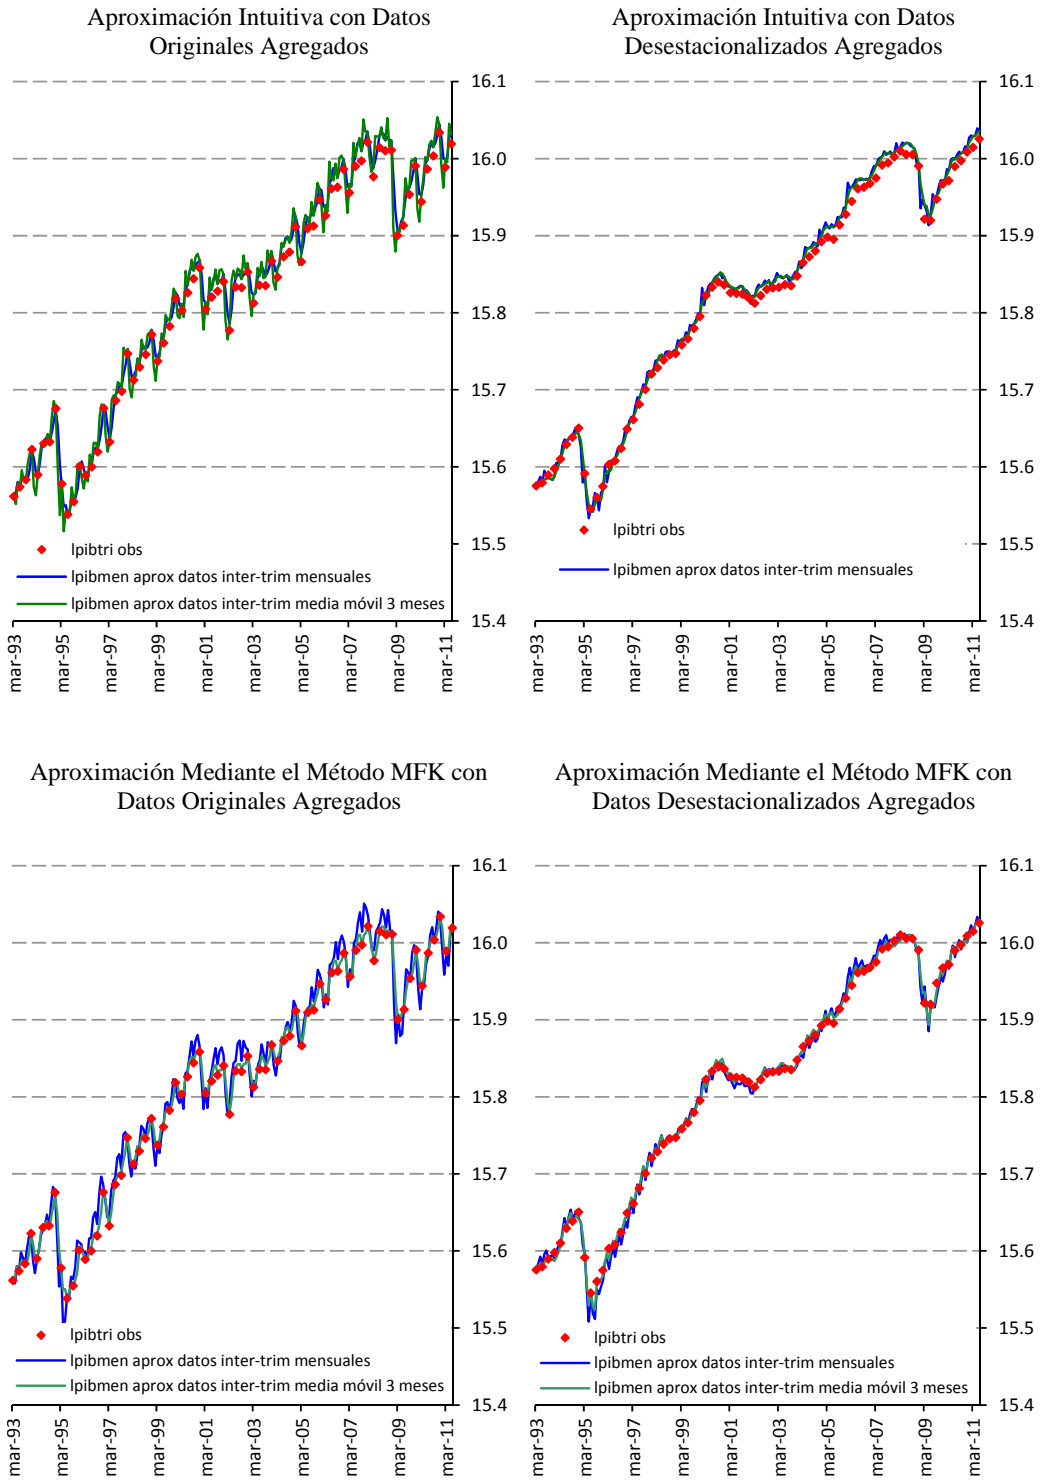 Aproximación Intuitiva con Datos
Originales Agregados
16.1
16.0
15.9
15.8
15.7
15.6
15.5
15.4
lpibtri obs
lpibmen aprox datos inter-trim mensuales
lpibmen aprox datos inter-trim media móvil 3 meses
mar-93
mar-95
mar-97
mar-99
mar-01
mar-03
mar-05
mar-07
mar-09
mar-11
Aproximación Intuitiva con Datos
Desestacionalizados Agregados
16.1
16.0
15.9
15.8
15.7
15.6
15.5
15.4
lpibtri obs
lpibmen aprox datos inter-trim mensuales
mar-93
mar-95
mar-97
mar-99
mar-01
mar-03
mar-05
mar-07
mar-09
mar-11
Aproximación Mediante el Método MFK con
Datos Originales Agregados
16.1
16.0
15.9
15.8
15.7
15.6
15.5
15.4
lpibtri obs
lpibmen aprox datos inter-trim mensuales
lpibmen aprox datos inter-trim media móvil 3 meses
mar-93
mar-95
mar-97
mar-99
mar-01
mar-03
mar-05
mar-07
mar-09
mar-11
Aproximación Mediante el Método MFK con
Datos Desestacionalizados Agregados
16.1
16.0
15.9
15.8
15.7
15.6
15.5
15.4
lpibtri obs
lpibmen aprox datos inter-trim mensuales
lpibmen aprox datos inter-trim media móvil 3 meses
mar-93
mar-95
mar-97
mar-99
mar-01
mar-03
mar-05
mar-07
mar-09
mar-11